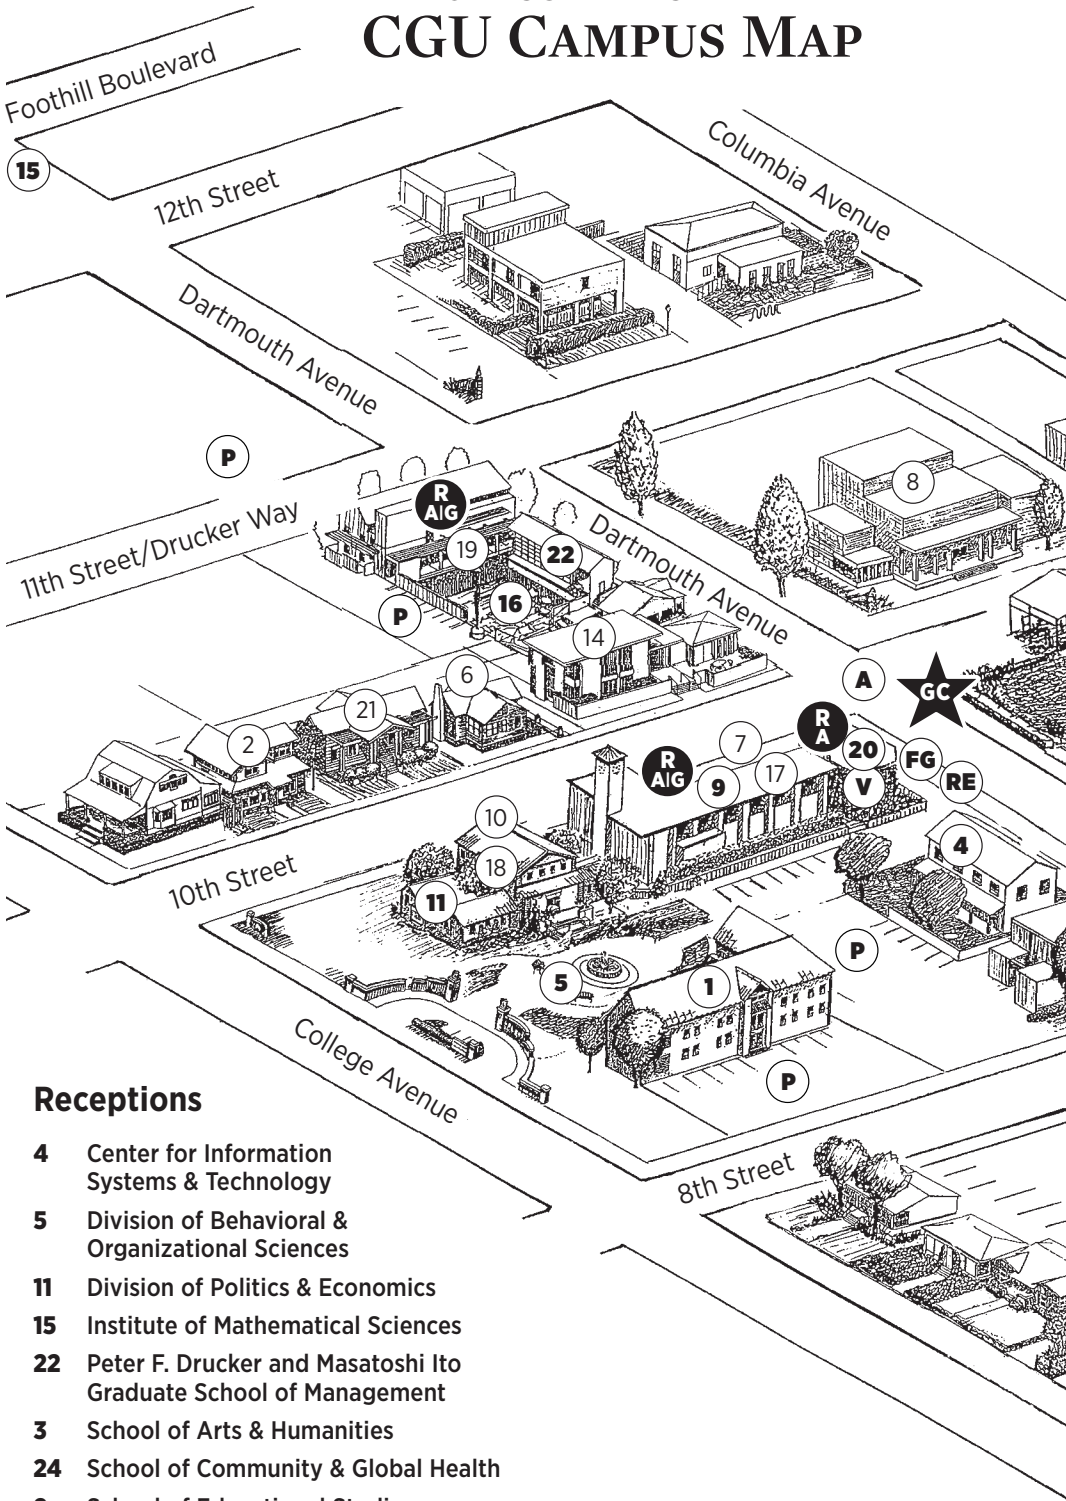 CGU CAMPUS MAP
Foothill Boulevard
15
12th Street
Columbia Avenue
Dartmouth Avenue
P
8
R
A|G
11th Street/Drucker Way
19
22
Dartmouth Avenue
16
P
14
6
A
GC
21
2
R
A
7
20
FG
R
A|G
9
17
V
RE
10
4
18
10th Street
11
P
5
1
College Avenue
P
8th Street
Receptions
4 Center for Information
Systems & Technology
5 Division of Behavioral &
Organizational Sciences
11 Division of Politics & Economics
15 Institute of Mathematical Sciences
22 Peter F. Drucker and Masatoshi Ito
Graduate School of Management
3 School of Arts & Humanities
24 School of Community & Global Health
School of Educational Studies